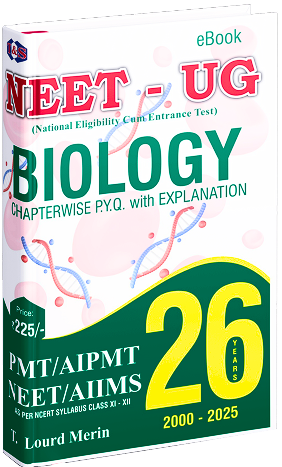 eBook
NEET - UG
(National Eligibility Cum Entrance Test)
BIOLOGY
CHAPTERWISE P.Y.Q. with EXPLANATION
Price:
₹225/-
PMT/AIPMT
NEET/AIIMS
AS PER NCERT SYLLABUS CLASS XI - XII
26
YEARS
2000 - 2025
T. Lourd Merin